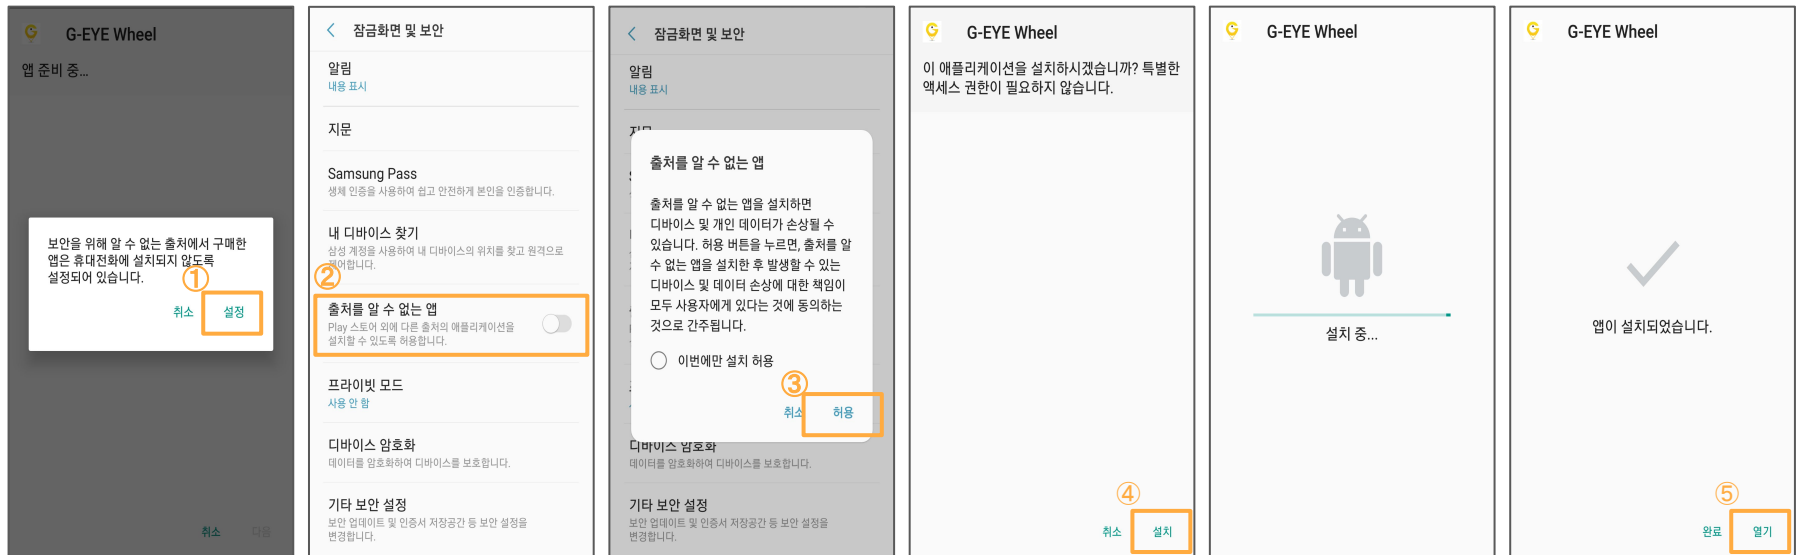 G-EYE Wheel
앱 준비 중...
보안을 위해 알 수 없는 출처에서 구매한
앱은 휴대전화에 설치되지 않도록
설정되어 있습니다.
①
취소 설정
취소 다음
잠금화면 및 보안
알림
내용 표시
지문
Samsung Pass
생체 인증을 사용하여 쉽고 안전하게 본인을 인증합니다.
내 디바이스 찾기
삼성 계정을 사용하여 내 디바이스의 위치를 찾고 원격으로
제어합니다.
②
출처를 알 수 없는 앱
Play 스토어 외에 다른 출처의 애플리케이션을
설치할 수 있도록 허용합니다.
프라이빗 모드
사용 안 함
디바이스 암호화
데이터를 암호화하여 디바이스를 보호합니다.
기타 보안 설정
보안 업데이트 및 인증서 저장공간 등 보안 설정을
변경합니다.
잠금화면 및 보안
알림
내용 표시
지문
출처를 알 수 없는 앱
출처를 알 수 없는 앱을 설치하면
디바이스 및 개인 데이터가 손상될 수
있습니다. 허용 버튼을 누르면, 출처를 알
수 없는 앱을 설치한 후 발생할 수 있는
디바이스 및 데이터 손상에 대한 책임이
모두 사용자에게 있다는 것에 동의하는
것으로 간주됩니다.
이번에만 설치 허용
③
취소 허용
디바이스 암호화
데이터를 암호화하여 디바이스를 보호합니다.
기타 보안 설정
보안 업데이트 및 인증서 저장공간 등 보안 설정을
변경합니다.
G-EYE Wheel
이 애플리케이션을 설치하시겠습니까? 특별한
액세스 권한이 필요하지 않습니다.
④
취소 설치
G-EYE Wheel
설치 중...
G-EYE Wheel
앱이 설치되었습니다.
⑤
완료 열기